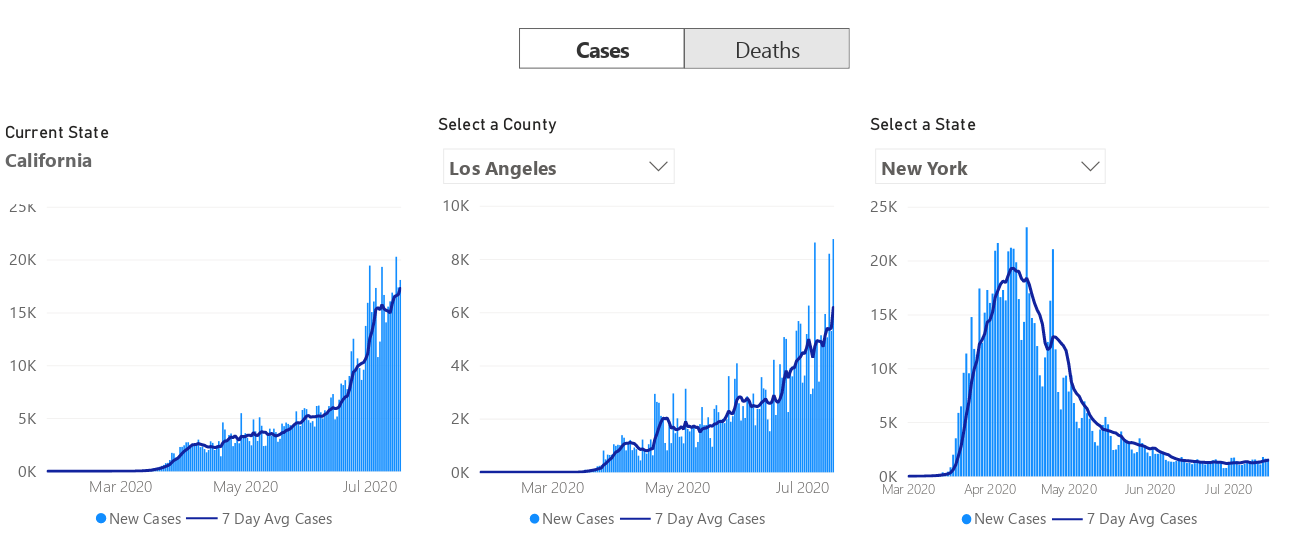 Cases Deaths
Current State
California
Select a County
Los Angeles
Select a State
New York
25K
20K
15K
10K
5K
0K
Mar 2020 May 2020 Jul 2020
New Cases 7 Day Avg Cases
10K
8K
6K
4K
2K
0K
Mar 2020 May 2020 Jul 2020
New Cases 7 Day Avg Cases
25K
20K
15K
10K
5K
0K
Mar 2020 Apr 2020 May 2020 Jun 2020 Jul 2020
New Cases 7 Day Avg Cases